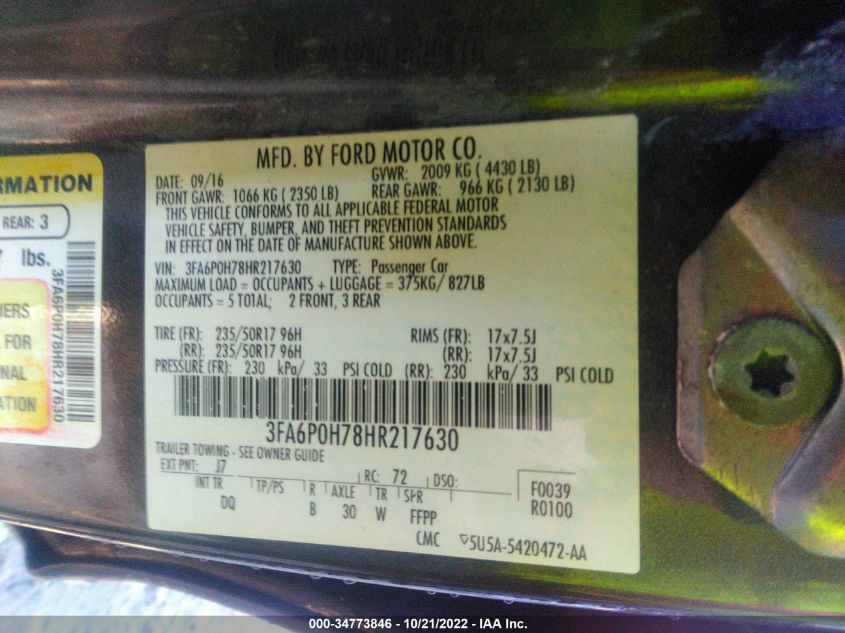 MFD. BY FORD MOTOR CO.
DATE: 09/16 GVWR: 2009 KG ( 4430 LB)
FRONT GAWR: 1066 KG ( 2350 LB) REAR GAWR: 966 KG ( 2130 LB)
THIS VEHICLE CONFORMS TO ALL APPLICABLE FEDERAL MOTOR
VEHICLE SAFETY, BUMPER, AND THEFT PREVENTION STANDARDS
IN EFFECT ON THE DATE OF MANUFACTURE SHOWN ABOVE.
VIN: 3FA6P0H78HR217630 TYPE: Passenger Car
MAXIMUM LOAD = OCCUPANTS + LUGGAGE = 375KG/ 827LB
OCCUPANTS = 5 TOTAL; 2 FRONT, 3 REAR
TIRE (FR): 235/50R17 96H RIMS (FR): 17x7.5J
(RR): 235/50R17 96H (RR): 17x7.5J
PRESSURE (FR): 230 kPa/ 33 PSI COLD (RR): 230 kPa/ 33 PSI COLD
3FA6P0H78HR217630
TRAILER TOWING - SEE OWNER GUIDE
EXT PNT: J7 RC: 72 DSO:
INT TR TP/PS R AXLE TR SPR F0039
DQ B 30 W FFPP R0100
CMC 5U5A-5420472-AA
RMATION
REAR: 3
lbs.
3FA6P0H78HR217630
IERS
FOR
NAL
ATION
000-34773846 - 10/21/2022 - IAA Inc.